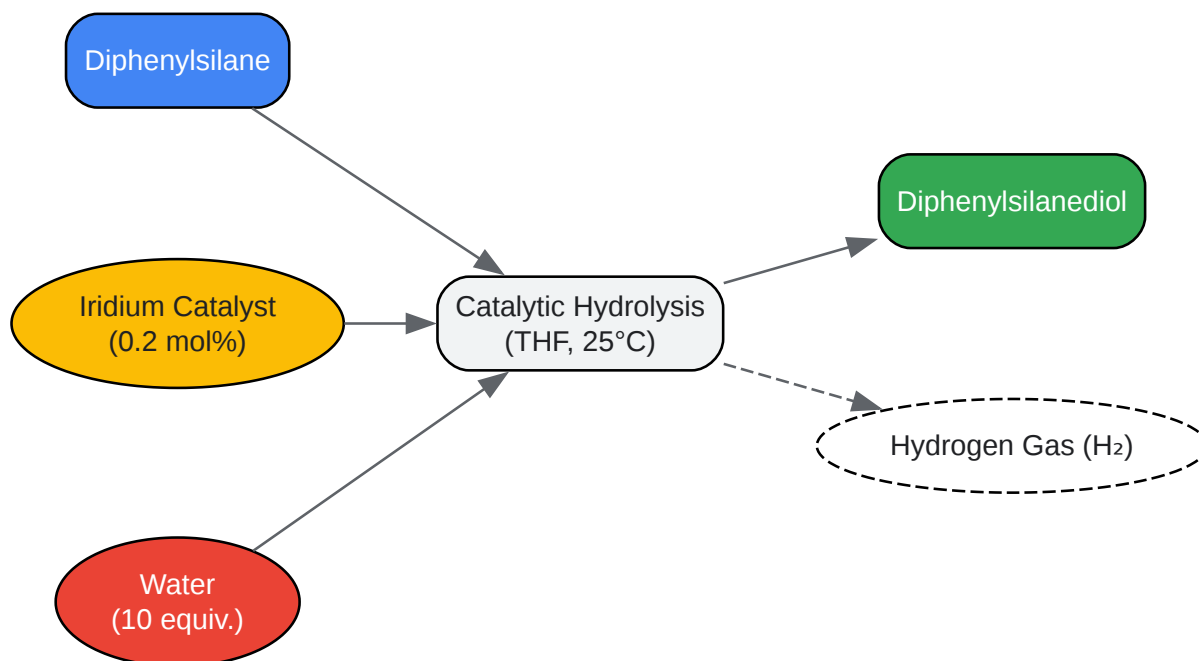 Diphenylsilane
Diphenylsilanediol
Iridium Catalyst
(0.2 mol%)
Catalytic Hydrolysis
(THF, 25°C)
Hydrogen Gas (H₂)
Water
(10 equiv.)